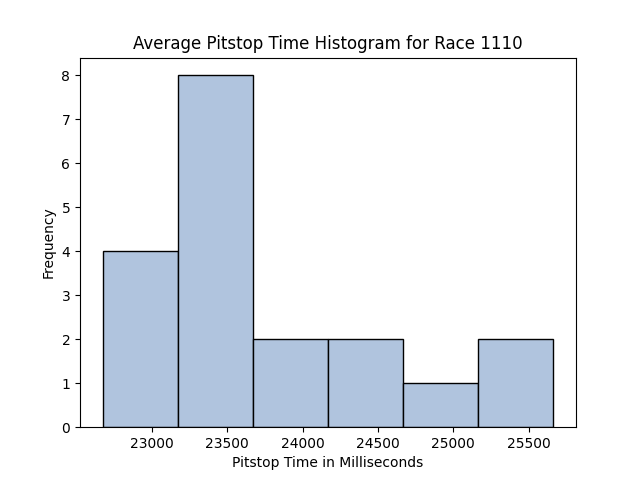 Average Pitstop Time Histogram for Race 1110
8
7
6
5
4
3
2
1
0
Frequency
23000 23500 24000 24500 25000 25500
Pitstop Time in Milliseconds